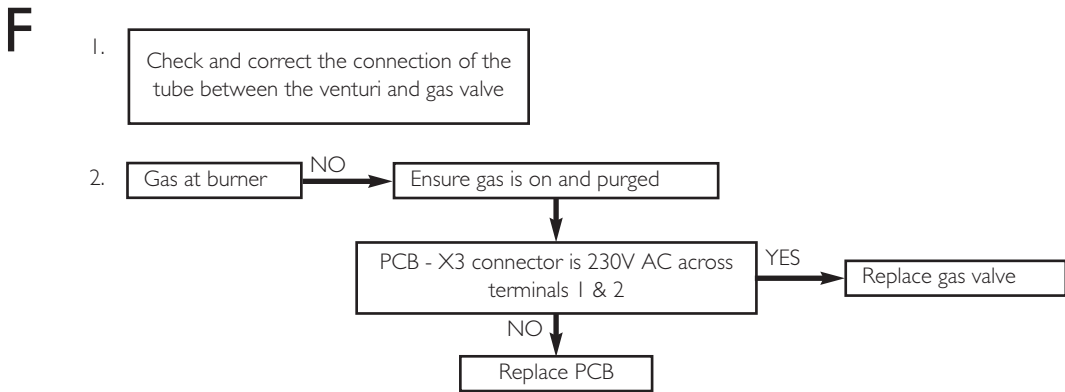 F
1.
Check and correct the connection of the
tube between the venturi and gas valve
2.
Gas at burner
NO
Ensure gas is on and purged
PCB - X3 connector is 230V AC across
terminals 1 & 2
YES
Replace gas valve
NO
Replace PCB